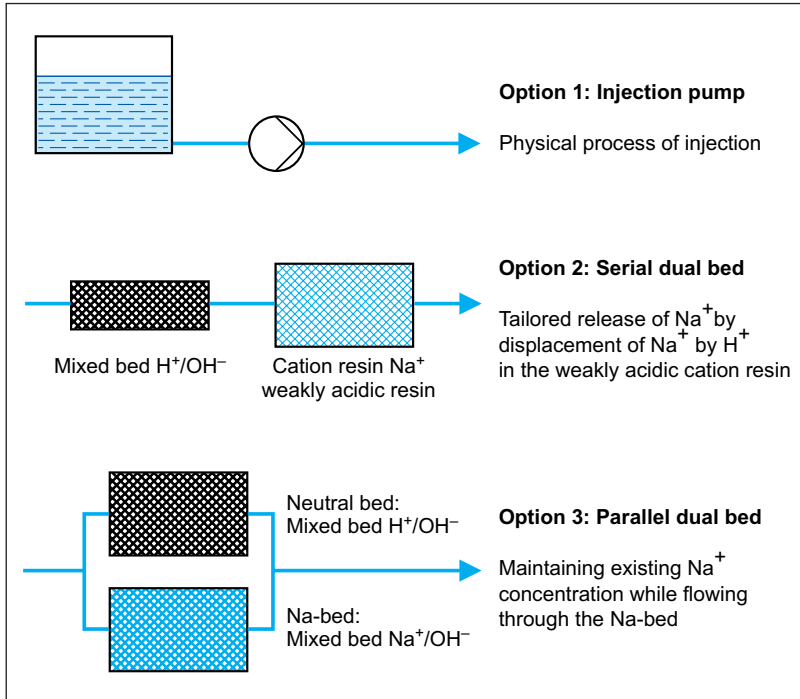 Option 1: Injection pump
Physical process of injection
Option 2: Serial dual bed
Tailored release of Na⁺by
displacement of Na⁺ by H⁺
in the weakly acidic cation resin
Mixed bed H⁺/OH⁻
Cation resin Na⁺
weakly acidic resin
Neutral bed:
Mixed bed H⁺/OH⁻
Na-bed:
Mixed bed Na⁺/OH⁻
Option 3: Parallel dual bed
Maintaining existing Na⁺
concentration while flowing
through the Na-bed